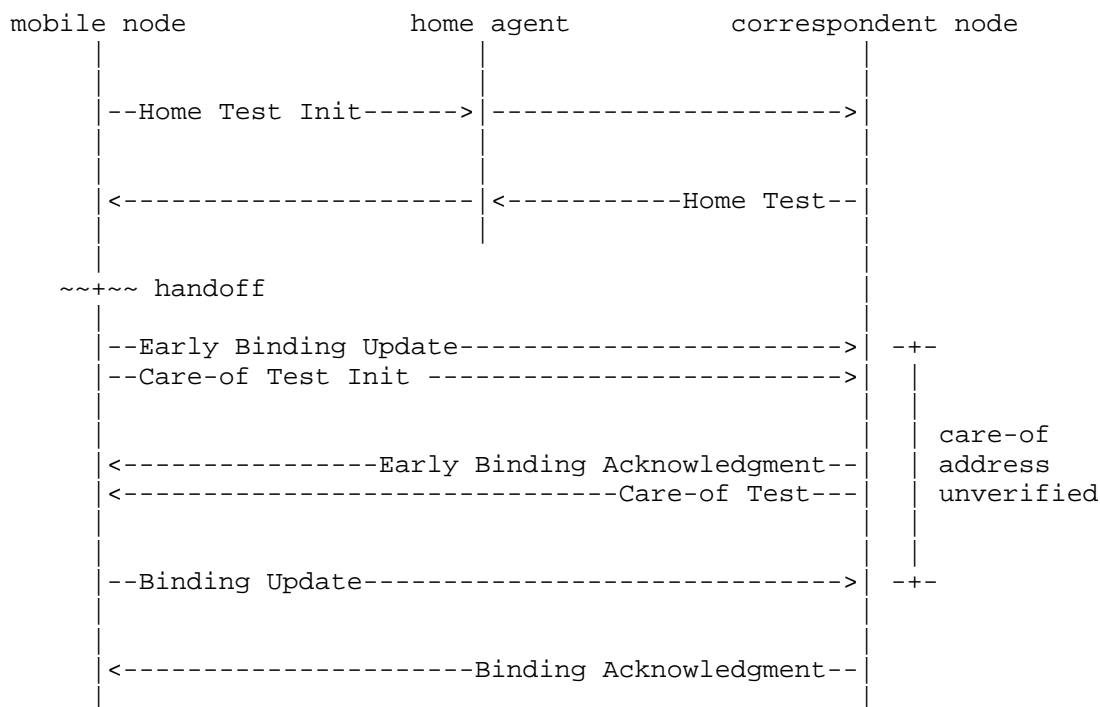 mobile node home agent correspondent node
--Home Test Init------>|---------------------->
<----------------------|<-----------Home Test--
~~+~~ handoff
--Early Binding Update------------------------> -+-
--Care-of Test Init -------------------------->
care-of
<----------------Early Binding Acknowledgment-- address
<-------------------------------Care-of Test--- unverified
--Binding Update------------------------------> -+-
<----------------------Binding Acknowledgment--